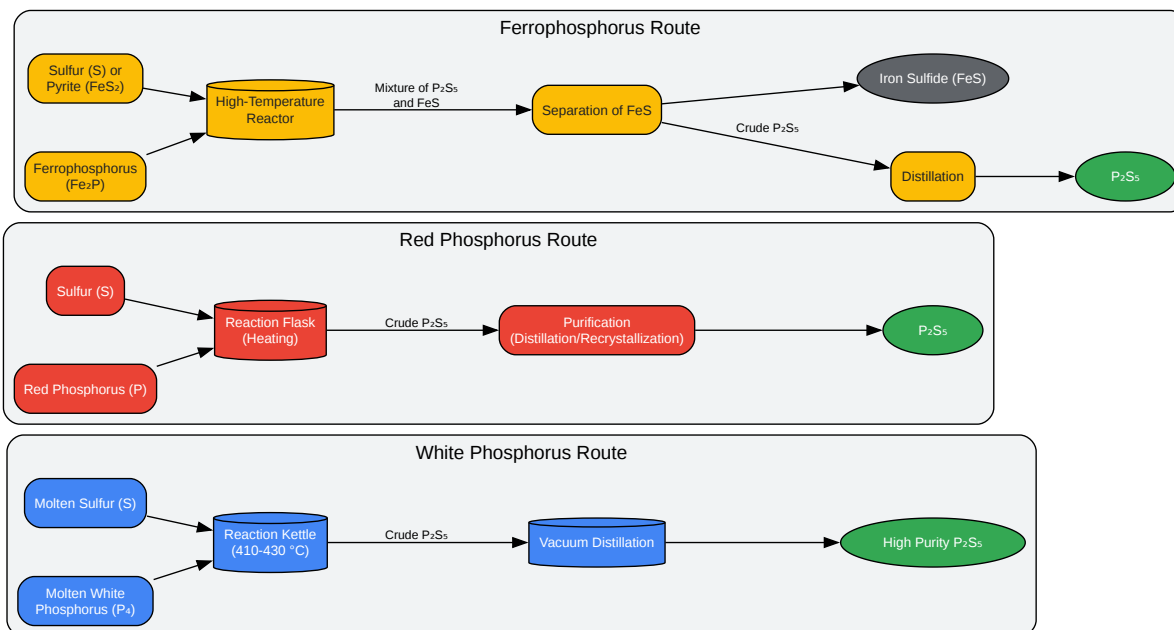 Ferrophosphorus Route
Sulfur (S) or
Pyrite (FeS₂)
High-Temperature
Reactor
Mixture of P₂S₅
and FeS
Separation of FeS
Iron Sulfide (FeS)
Crude P₂S₅
Ferrophosphorus
(Fe₂P)
Distillation
P₂S₅
Red Phosphorus Route
Sulfur (S)
Reaction Flask
(Heating)
Crude P₂S₅
Purification
(Distillation/Recrystallization)
P₂S₅
Red Phosphorus (P)
White Phosphorus Route
Molten Sulfur (S)
Reaction Kettle
(410-430 °C)
Crude P₂S₅
Vacuum Distillation
High Purity P₂S₅
Molten White
Phosphorus (P₄)